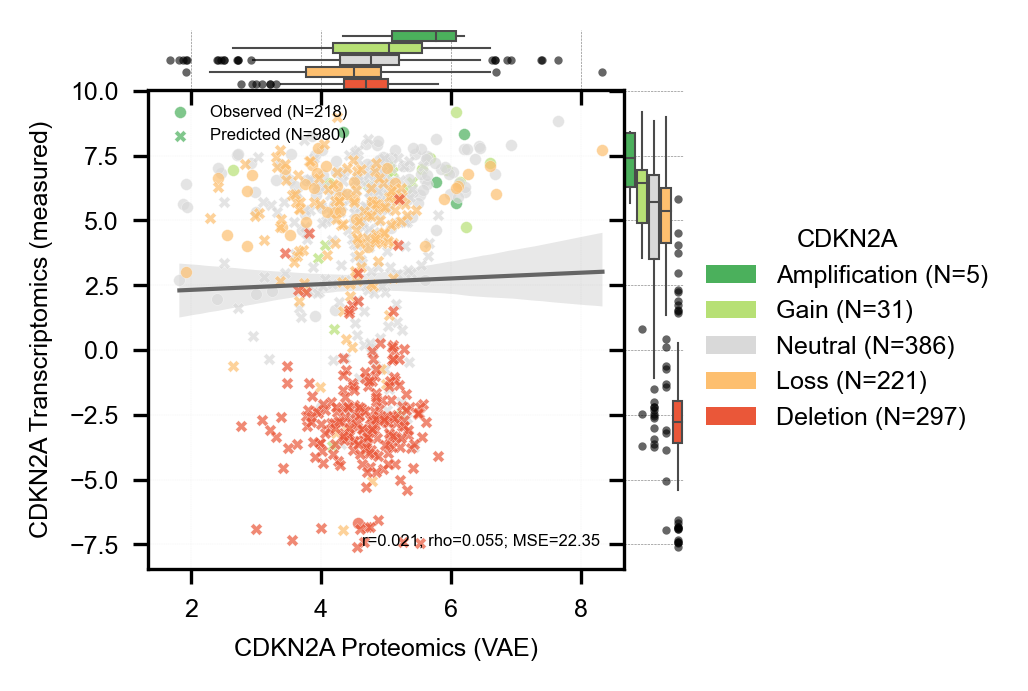 10.0
7.5
5.0
2.5
0.0
−2.5
−5.0
−7.5
CDKN2A Transcriptomics (measured)
Observed (N=218)
Predicted (N=980)
r=0.021; rho=0.055; MSE=22.35
2 4 6 8
CDKN2A Proteomics (VAE)
CDKN2A
Amplification (N=5)
Gain (N=31)
Neutral (N=386)
Loss (N=221)
Deletion (N=297)